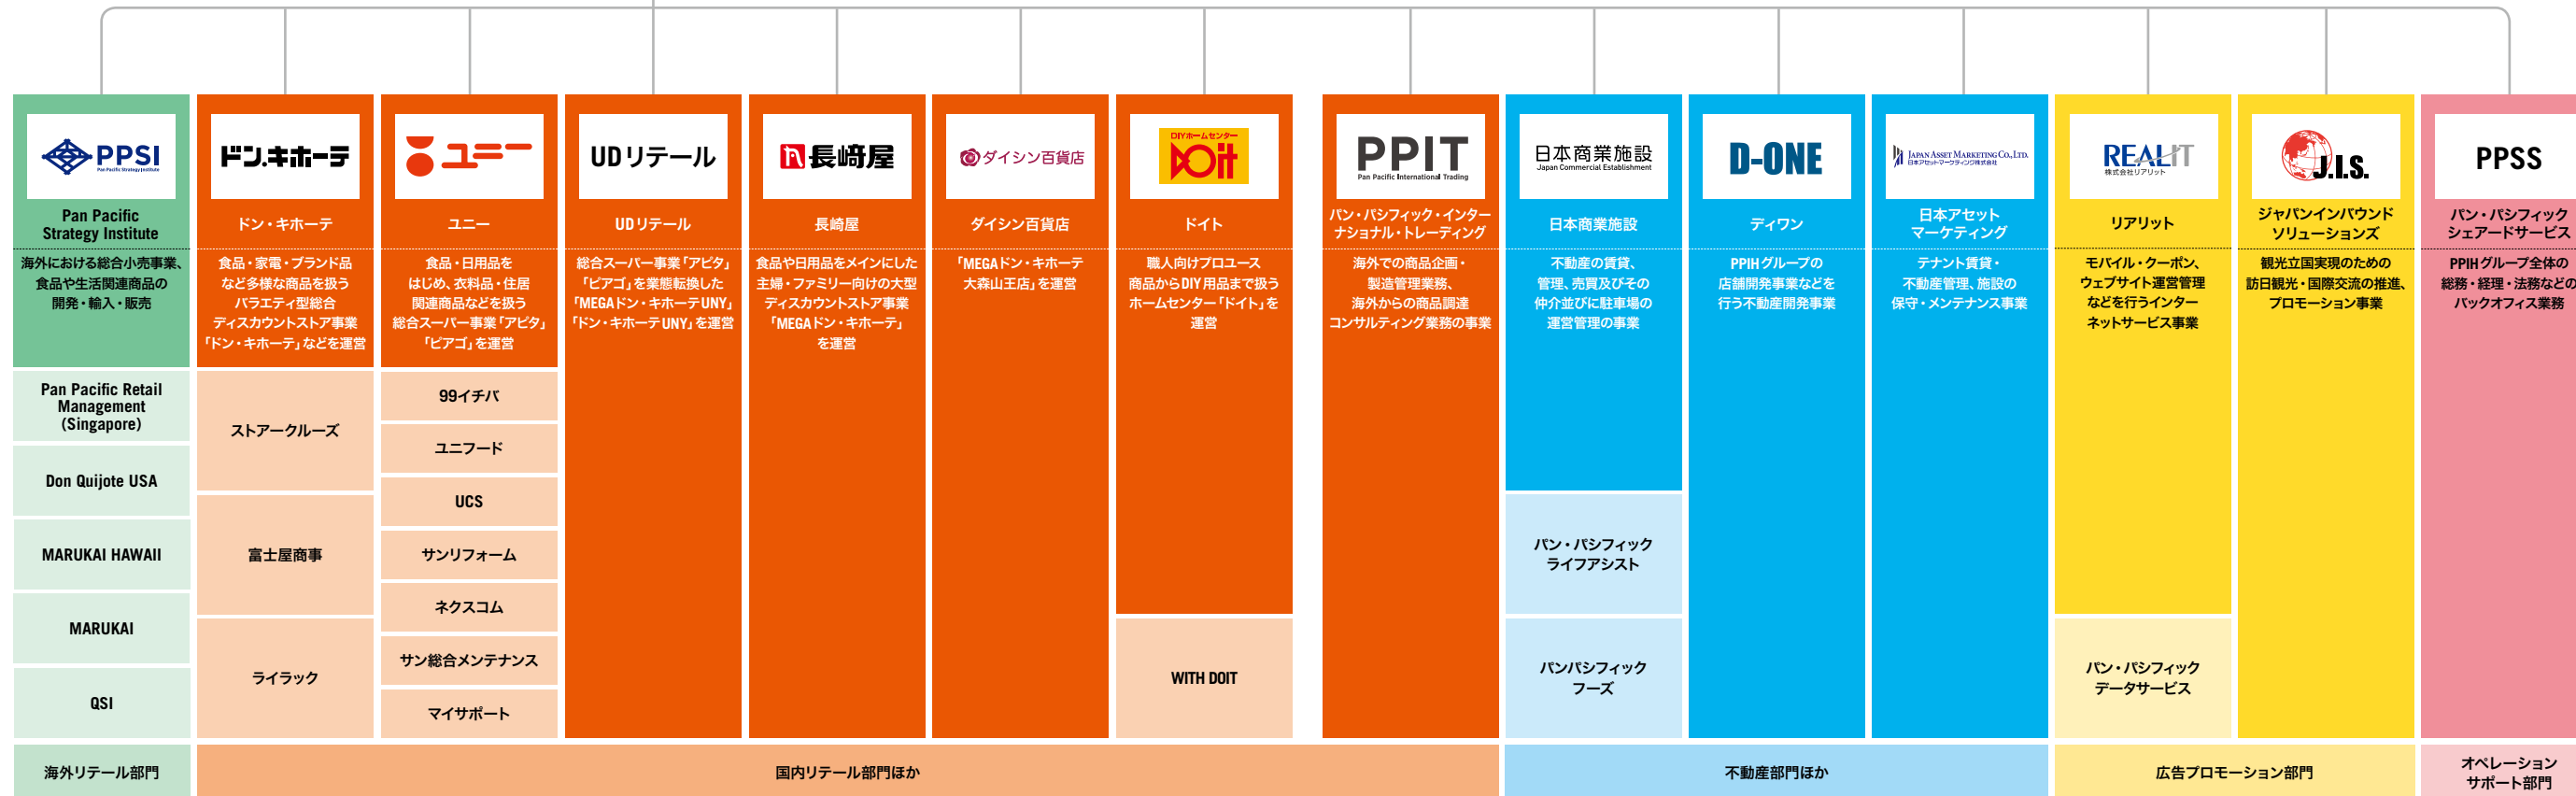 PPSI
Pan Pacific Strategy Institute
Pan Pacific
Strategy Institute
海外における総合小売事業、
食品や生活関連商品の
開発・輸入・販売
Pan Pacific Retail
Management
(Singapore)
Don Quijote USA
MARUKAI HAWAII
MARUKAI
QSI
海外リテール部門
ドン.キホーテ
ドン・キホーテ
食品・家電・ブランド品
など多様な商品を扱う
バラエティ型総合
ディスカウントストア事業
「ドン・キホーテ」などを運営
ストアークルーズ
富士屋商事
ライラック
ユニー
ユニー
食品・日用品を
はじめ、衣料品・住居
関連商品などを扱う
総合スーパー事業「アピタ」
「ピアゴ」を運営
99イチバ
ユニフード
UCS
サンリフォーム
ネクスコム
サン総合メンテナンス
マイサポート
UDリテール
UDリテール
総合スーパー事業「アピタ」
「ピアゴ」を業態転換した
「MEGAドン・キホーテUNY」
「ドン・キホーテUNY」を運営
長崎屋
長崎屋
食品や日用品をメインにした
主婦・ファミリー向けの大型
ディスカウントストア事業
「MEGAドン・キホーテ」
を運営
ダイシン百貨店
ダイシン百貨店
「MEGAドン・キホーテ
大森山王店」を運営
DIYホームセンター
Doit
ドイト
職人向けプロユース
商品からDIY用品まで扱う
ホームセンター「ドイト」を
運営
WITH DOIT
PPIT
Pan Pacific International Trading
パン・パシフィック・インター
ナショナル・トレーディング
海外での商品企画・
製造管理業務、
海外からの商品調達
コンサルティング業務の事業
国内リテール部門ほか
日本商業施設
Japan Commercial Establishment
日本商業施設
不動産の賃貸、
管理、売買及びその
仲介並びに駐車場の
運営管理の事業
パン・パシフィック
ライフアシスト
パンパシフィック
フーズ
D-ONE
ディワン
PPIHグループの
店舗開発事業などを
行う不動産開発事業
JAPAN ASSET MARKETING CO., LTD.
日本アセットマーケティング株式会社
日本アセット
マーケティング
テナント賃貸・
不動産管理、施設の
保守・メンテナンス事業
不動産部門ほか
REALIT
株式会社リアリット
リアリット
モバイル・クーポン、
ウェブサイト運営管理
などを行うインター
ネットサービス事業
パン・パシフィック
データサービス
J.I.S.
ジャパンインバウンド
ソリューションズ
観光立国実現のための
訪日観光・国際交流の推進、
プロモーション事業
広告プロモーション部門
PPSS
パン・パシフィック
シェアードサービス
PPIHグループ全体の
総務・経理・法務などの
バックオフィス業務
オペレーション
サポート部門